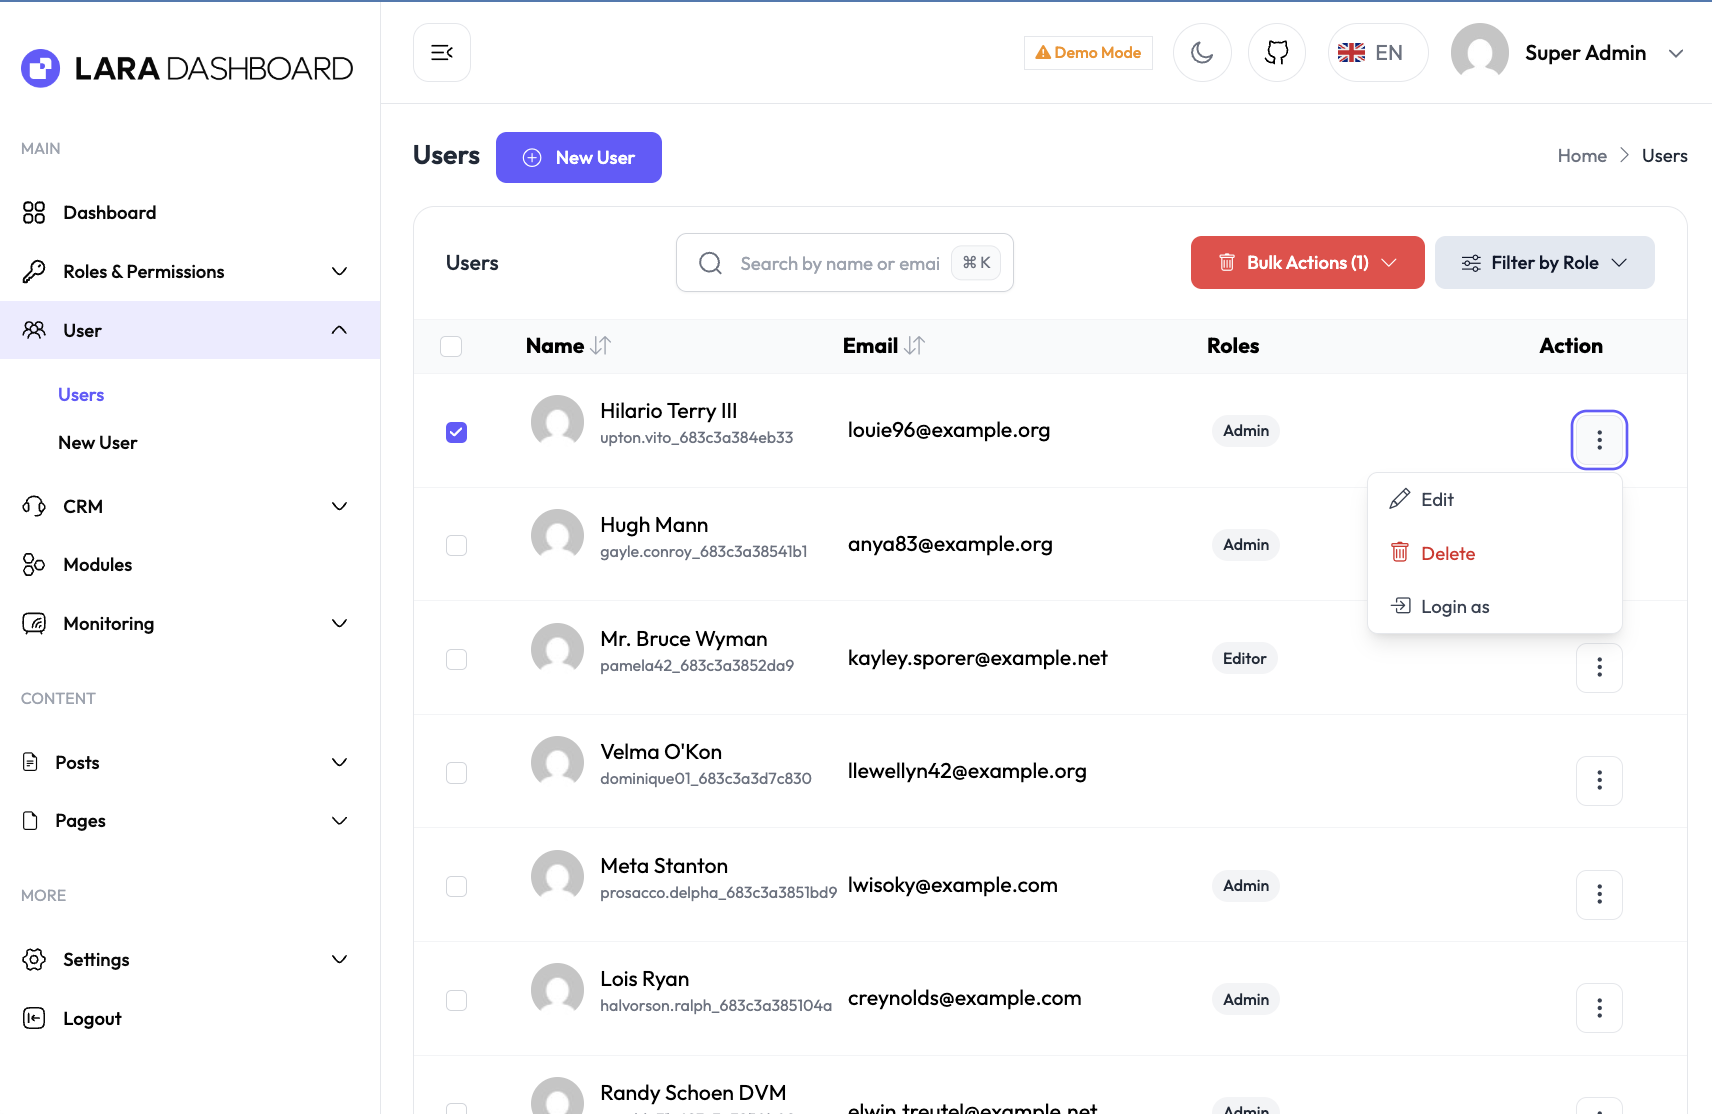 LARA DASHBOARD
MAIN
Dashboard
Roles & Permissions
User
Users
New User
CRM
Modules
Monitoring
CONTENT
Posts
Pages
MORE
Settings
Logout
Demo Mode
EN
Super Admin
Users
New User
Home > Users
Users
Search by name or emai
⌘ K
Bulk Actions (1)
Filter by Role
Name Email Roles Action
Hilario Terry III
upton.vito_683c3a384eb33
louie96@example.org
Admin
Edit
Delete
Login as
Hugh Mann
gayle.conroy_683c3a38541b1
anya83@example.org
Admin
Mr. Bruce Wyman
pamela42_683c3a3852da9
kayley.sporer@example.net
Editor
Velma O'Kon
dominique01_683c3a3d7c830
llewellyn42@example.org
Meta Stanton
prosacco.delpha_683c3a3851bd9
lwisoky@example.com
Admin
Lois Ryan
halvorson.ralph_683c3a385104a
creynolds@example.com
Admin
Randy Schoen DVM
elwin.treutel@example.net
Admin